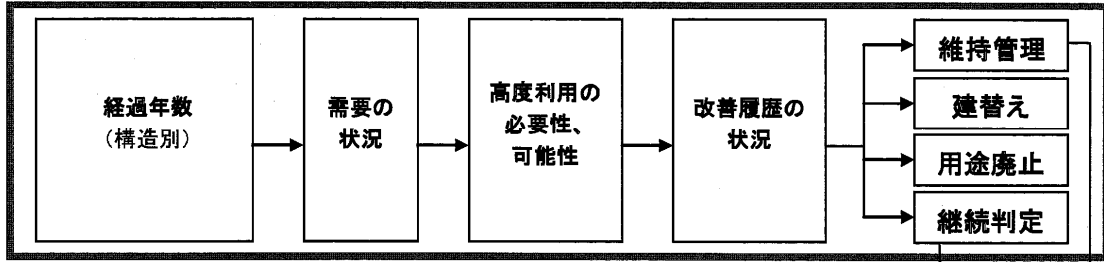 経過年数
（構造別）
需要の
状況
高度利用の
必要性、
可能性
改善履歴の
状況
維持管理
建替え
用途廃止
継続判定